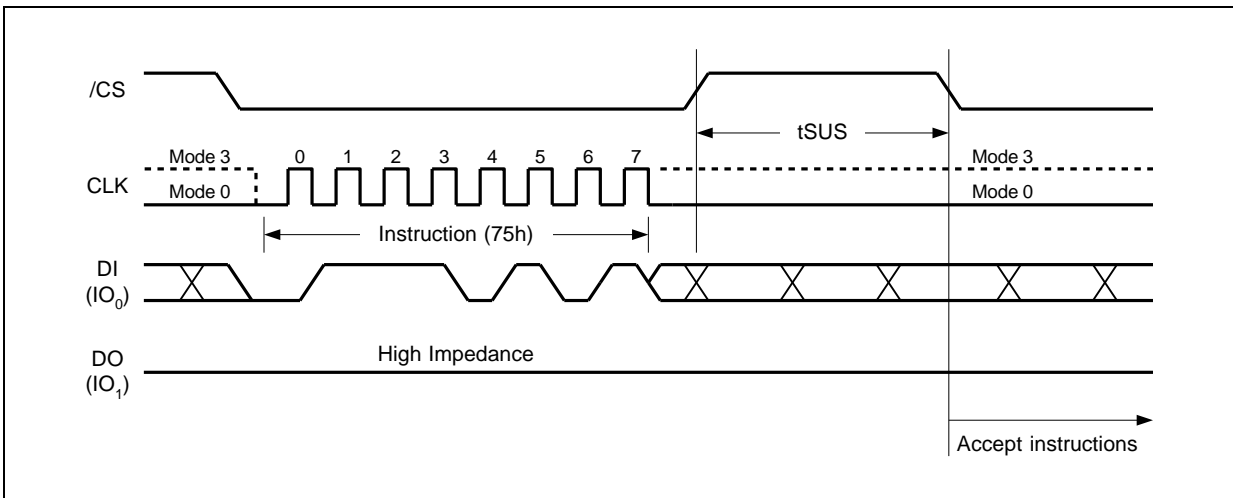 /CS
tSUS
Mode 3
0 1 2 3 4 5 6 7
Mode 3
CLK
Mode 0
Mode 0
Instruction (75h)
DI
(IO0)
High Impedance
DO
(IO1)
Accept instructions